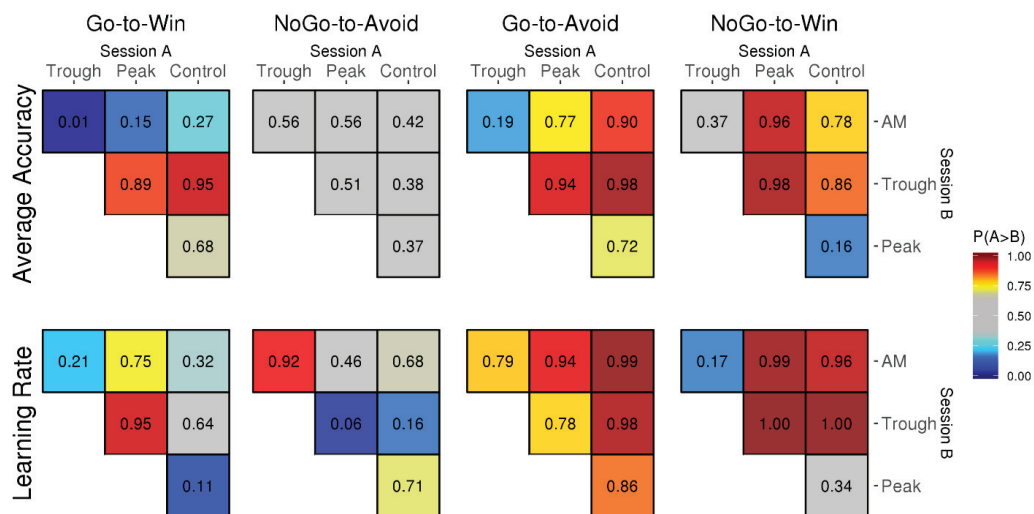 Go-to-Win NoGo-to-Avoid Go-to-Avoid NoGo-to-Win
Session A Session A Session A Session A
Trough Peak Control Trough Peak Control Trough Peak Control Trough Peak Control
Average Accuracy
0.01 0.15 0.27 0.56 0.56 0.42 0.19 0.77 0.90 0.37 0.96 0.78 AM
0.89 0.95 0.51 0.38 0.94 0.98 0.98 0.86 Trough
0.68 0.37 0.72 0.16 Peak
Session B
P(A>B)
1.00
0.75
0.50
0.25
0.00
Learning Rate
0.21 0.75 0.32 0.92 0.46 0.68 0.79 0.94 0.99 0.17 0.99 0.96 AM
0.95 0.64 0.06 0.16 0.78 0.98 1.00 1.00 Trough
0.11 0.71 0.86 0.34 Peak
Session B